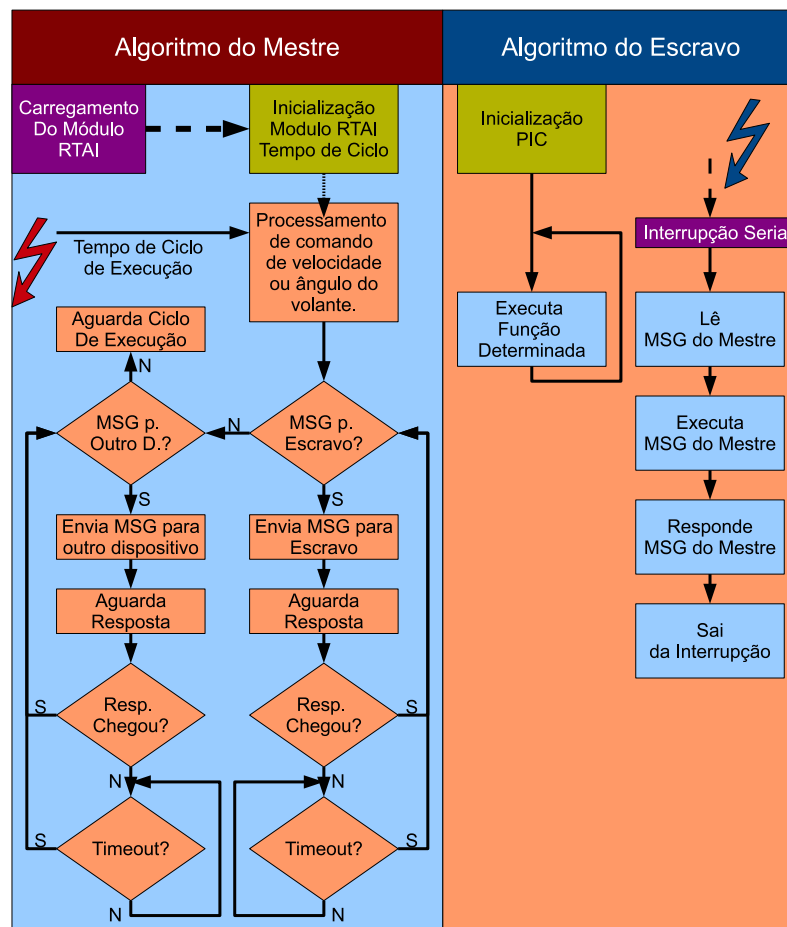 Algoritmo do Mestre
Algoritmo do Escravo
Carregamento
Do Módulo
RTAI
Inicialização
Modulo RTAI
Tempo de Ciclo
Inicialização
PIC
Tempo de Ciclo
de Execução
Processamento
de comando
de velocidade
ou ângulo do
volante.
Interrupção Seria
Aguarda Ciclo
De Execução
N
Executa
Função
Determinada
Lê
MSG do Mestre
MSG p.
Outro D.?
N
MSG p.
Escravo?
Executa
MSG do Mestre
S
S
Envia MSG para
outro dispositivo
Envia MSG para
Escravo
Responde
MSG do Mestre
Aguarda
Resposta
Aguarda
Resposta
Sai
da Interrupção
S
Resp.
Chegou?
Resp.
Chegou?
S
N
N
S
Timeout?
Timeout?
S
N
N